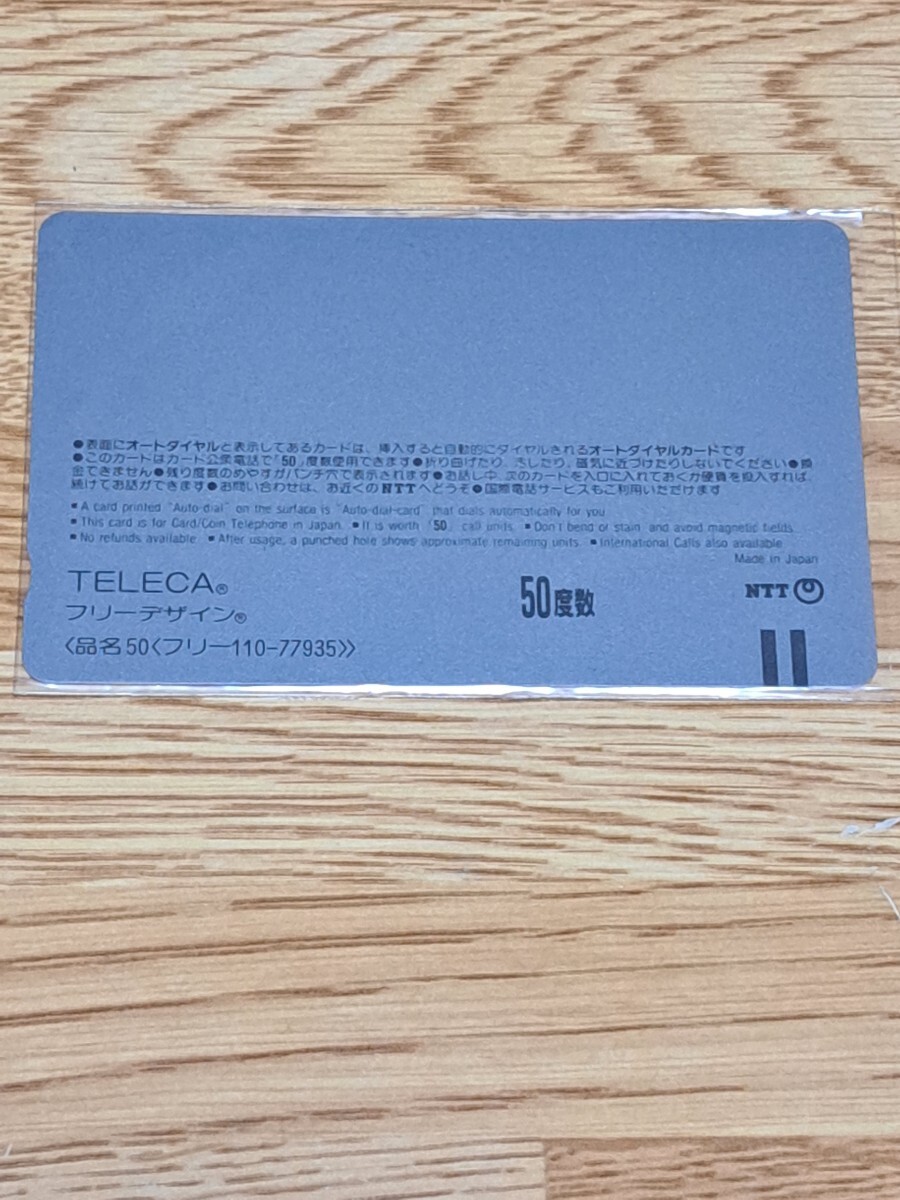 ●表面にオートダイヤルと表示してあるカードは、挿入すると自動的にダイヤルされるオートダイヤルカードです
●このカードはカード公衆電話で「50」度数使用できます●折り曲げたり、汚したり、磁気に近づけたりしないでください●換
金できません●残り度数のめやすがパンチ穴で表示されます●お話し中、次のカードを入口に入れておくか硬貨を投入すれば、
続けてお話ができます●お問い合わせは、お近くのNTTへどうぞ●国際電話サービスもご利用いただけます
■ A card printed "Auto-dial" on the surface is "Auto-dial-card" that dials automatically for you.
■ This card is for Card/Coin Telephone in Japan. ■ It is worth「50」call units. ■ Don't bend or stain and avoid magnetic fields.
■ No refunds available. ■ After usage, a punched hole shows approximate remaining units. ■ International Calls also available.
Made in Japan
TELECA®
フリーデザイン®
〈品名50〈フリー110-77935〉〉
50度数
NTT